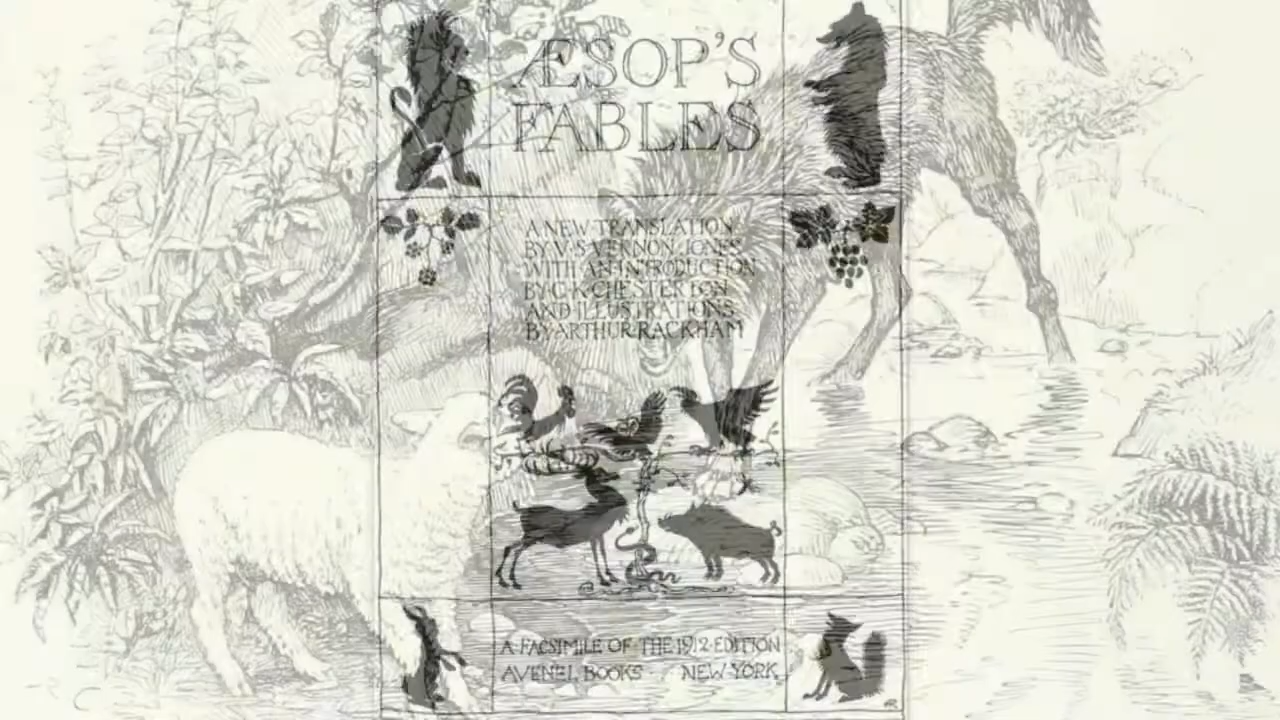 ÆSOP'S
FABLES
A NEW TRANSLATION
BY V·S·VERNON JONES
WITH AN INTRODUCTION
BY G·K·CHESTERTON
AND ILLUSTRATIONS
BY ARTHUR RACKHAM
A·FACSIMILE OF·THE 1912·EDITION
AVENEL BOOKS · NEW·YORK